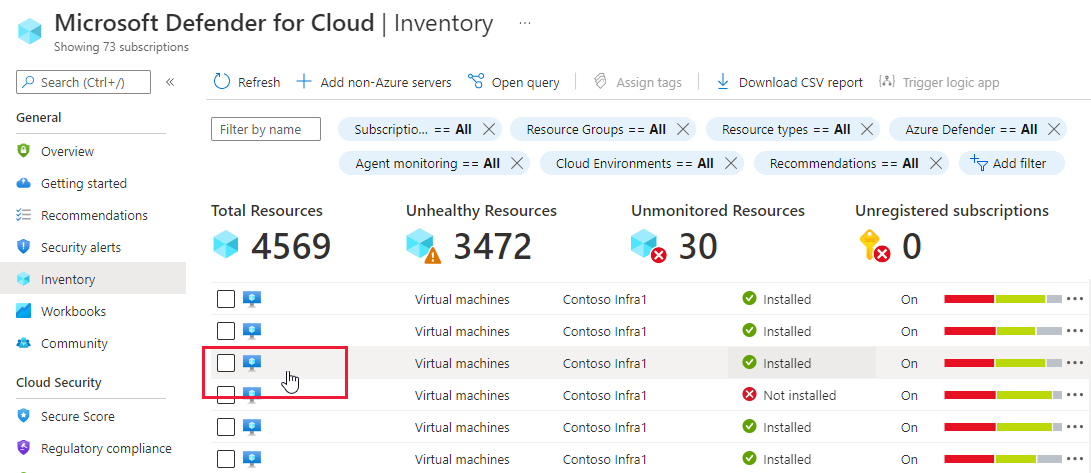 Microsoft Defender for Cloud | Inventory ...
Showing 73 subscriptions
Search (Ctrl+/) «
Refresh + Add non-Azure servers Open query Assign tags Download CSV report Trigger logic app
General
Overview
Getting started
Recommendations
Security alerts
Inventory
Workbooks
Community
Cloud Security
Secure Score
Regulatory compliance
Filter by name Subscriptio... == All Resource Groups == All Resource types == All Azure Defender == All
Agent monitoring == All Cloud Environments == All Recommendations == All Add filter
Total Resources Unhealthy Resources Unmonitored Resources Unregistered subscriptions
4569 3472 30 0
Virtual machines Contoso Infra1 Installed On ...
Virtual machines Contoso Infra1 Installed On ...
Virtual machines Contoso Infra1 Installed On ...
Virtual machines Contoso Infra1 Not installed On ...
Virtual machines Contoso Infra1 Installed On ...
Virtual machines Contoso Infra1 Installed On ...